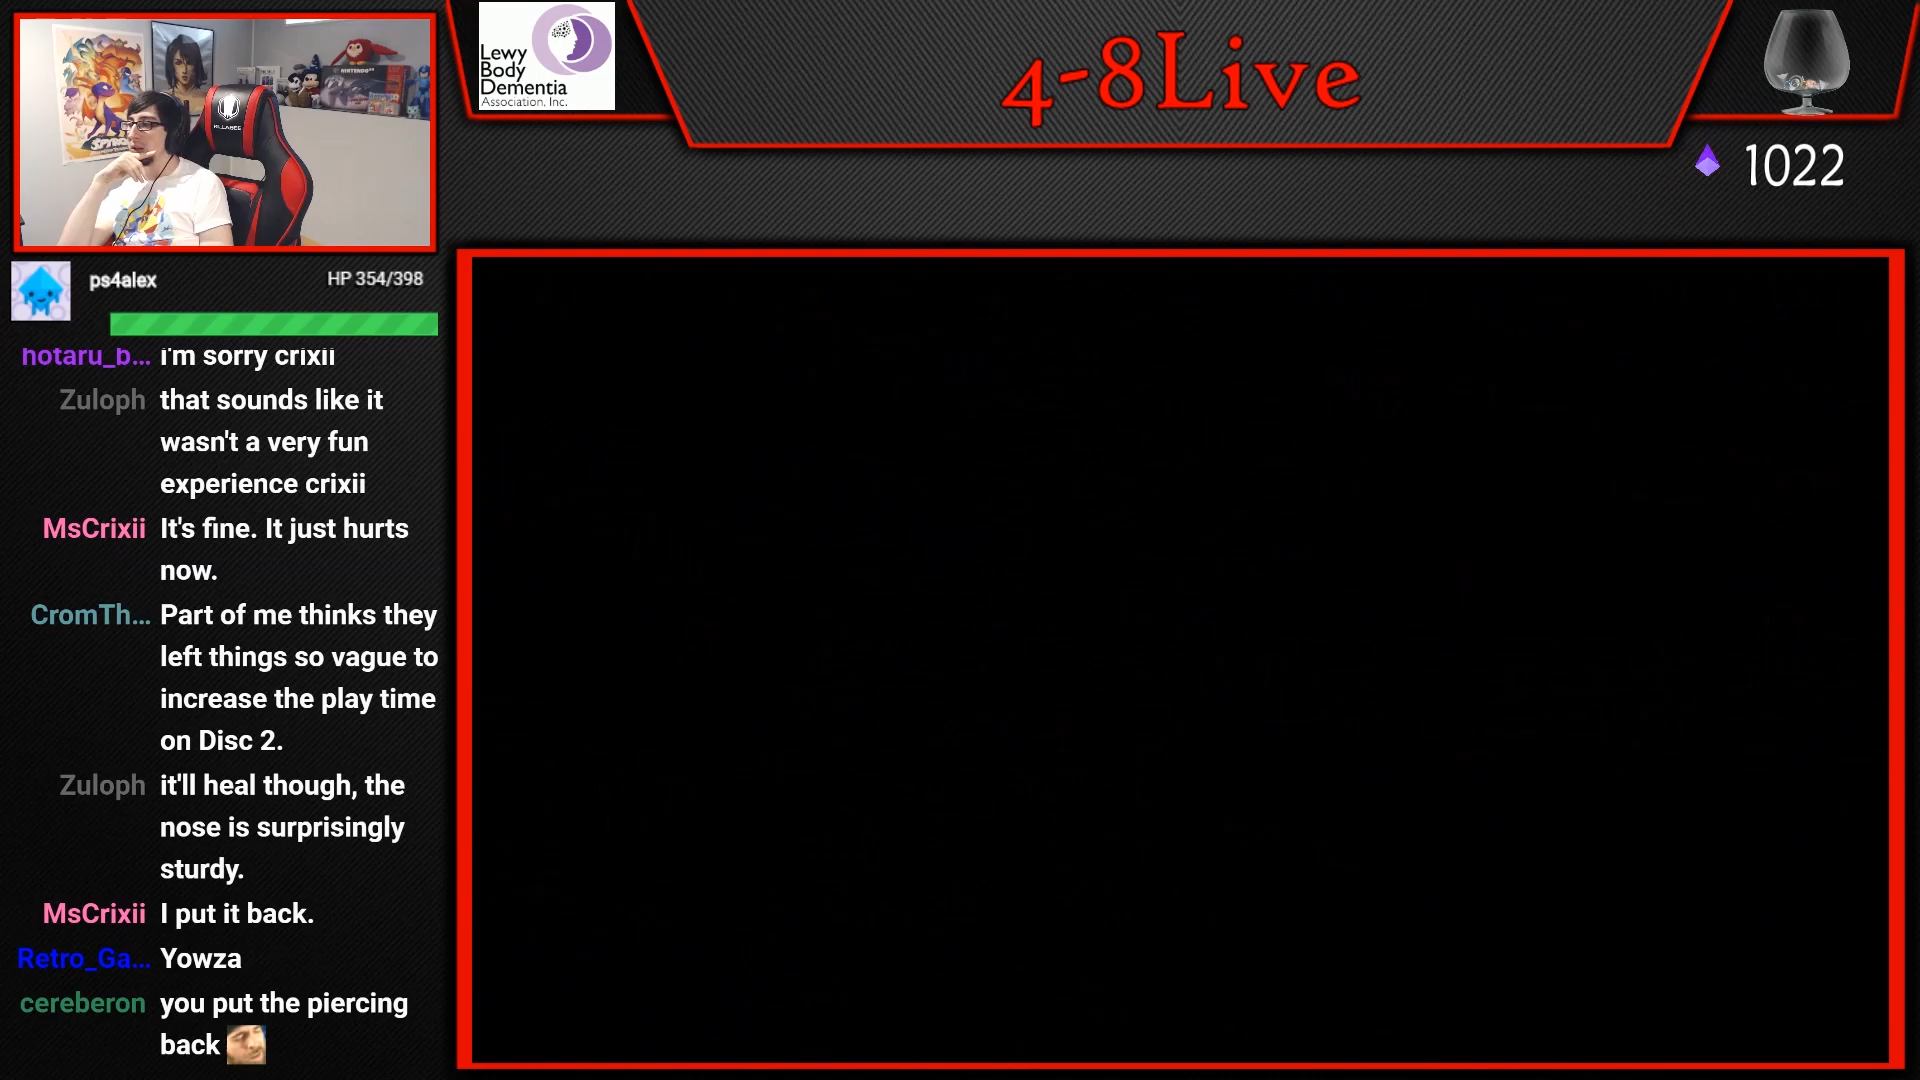 Lewy
Body
Dementia
Association, Inc.
4-8Live
1022
SPYRO
NINTENDO
KILLABEE
ps4alex HP 354/398
hotaru_b... i'm sorry crixii
Zuloph that sounds like it
wasn't a very fun
experience crixii
MsCrixii It's fine. It just hurts
now.
CromTh... Part of me thinks they
left things so vague to
increase the play time
on Disc 2.
Zuloph it'll heal though, the
nose is surprisingly
sturdy.
MsCrixii I put it back.
Retro_Ga... Yowza
cereberon you put the piercing
back